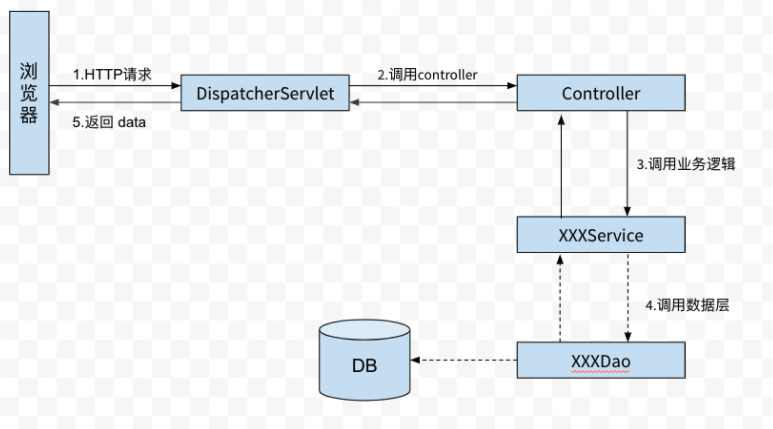 浏览器
1.HTTP请求
DispatcherServlet
2.调用controller
Controller
5.返回 data
3.调用业务逻辑
XXXService
4.调用数据层
DB
XXXDao